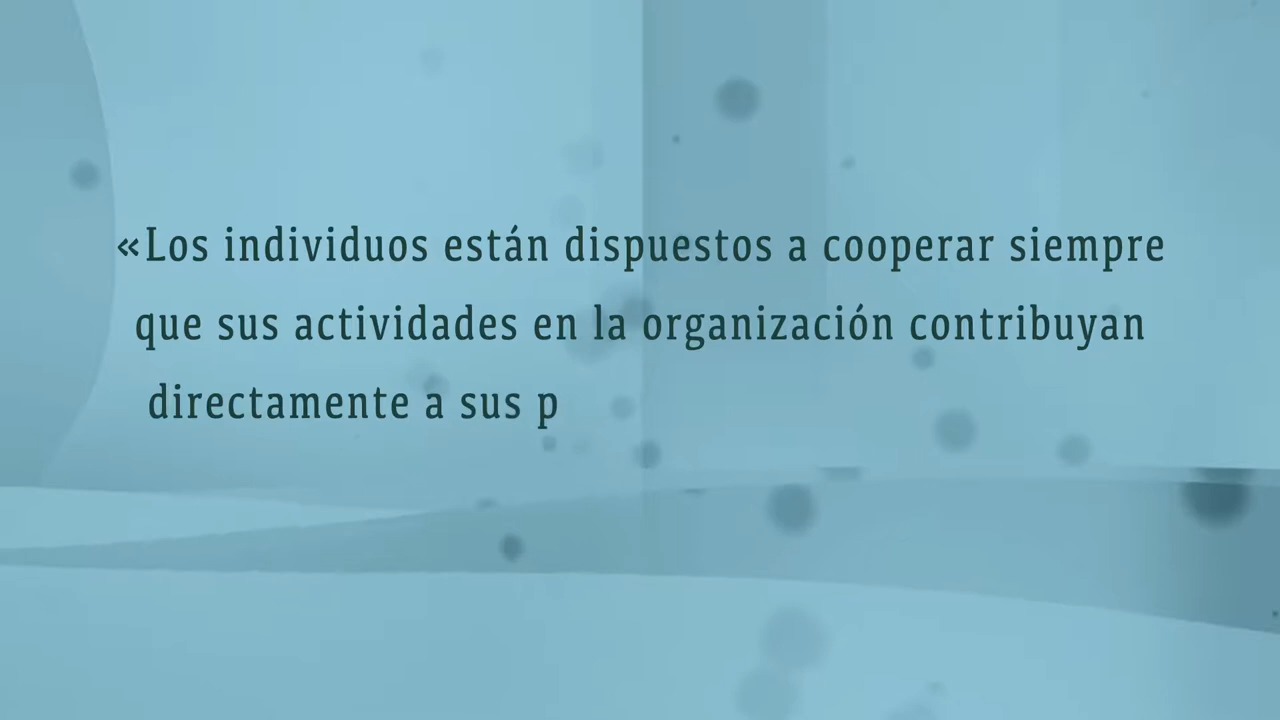 «Los individuos están dispuestos a cooperar siempre
que sus actividades en la organización contribuyan
directamente a sus p